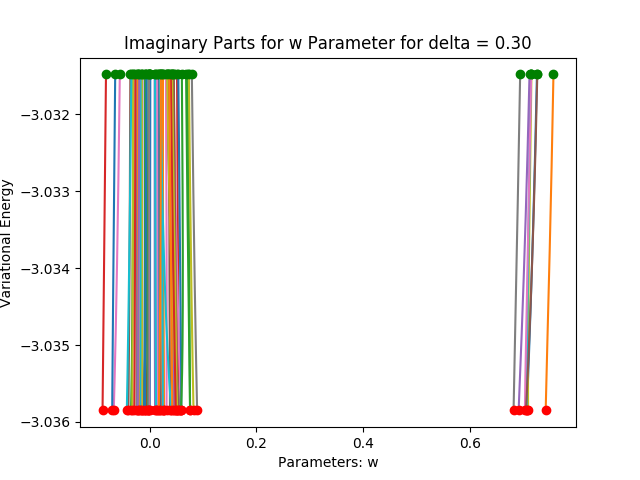 Imaginary Parts for w Parameter for delta = 0.30
Variational Energy
−3.032
−3.033
−3.034
−3.035
−3.036
0.0 0.2 0.4 0.6
Parameters: w